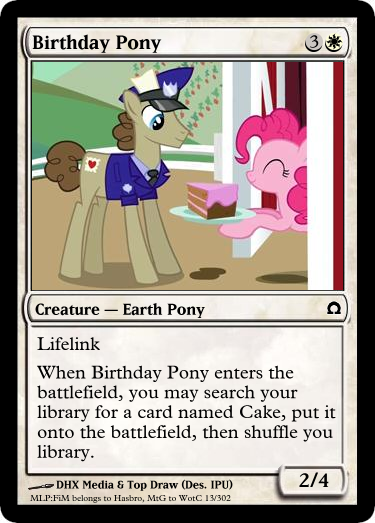 Birthday Pony 3
Creature — Earth Pony
Lifelink
When Birthday Pony enters the
battlefield, you may search your
library for a card named Cake, put it
onto the battlefield, then shuffle you
library.
DHX Media & Top Draw (Des. IPU)
MLP:FiM belongs to Hasbro, MtG to WotC 13/302
2/4